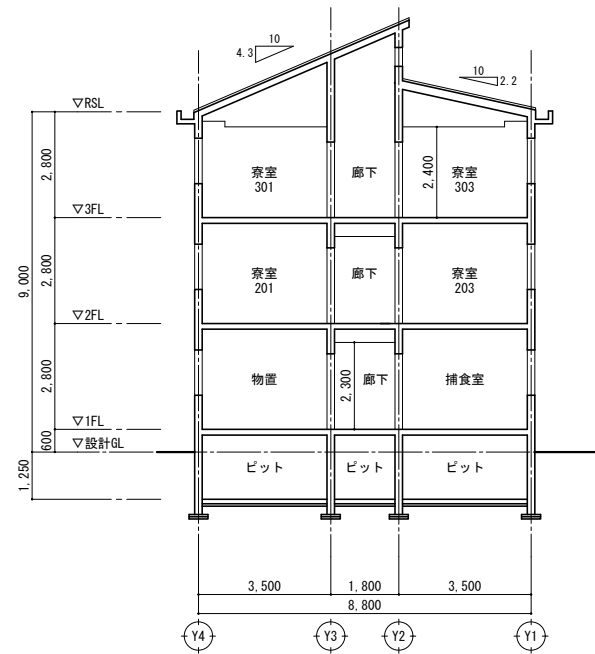 10
4.3
10
2.2
▽RSL
2,800
寮室
301
廊下
2,400
寮室
303
▽3FL
9,000
2,800
寮室
201
廊下
寮室
203
▽2FL
2,800
物置
2,300
廊下
捕食室
▽1FL
600
▽設計GL
1,250
ピット
ピット
ピット
3,500
1,800
3,500
8,800
Y4
Y3
Y2
Y1